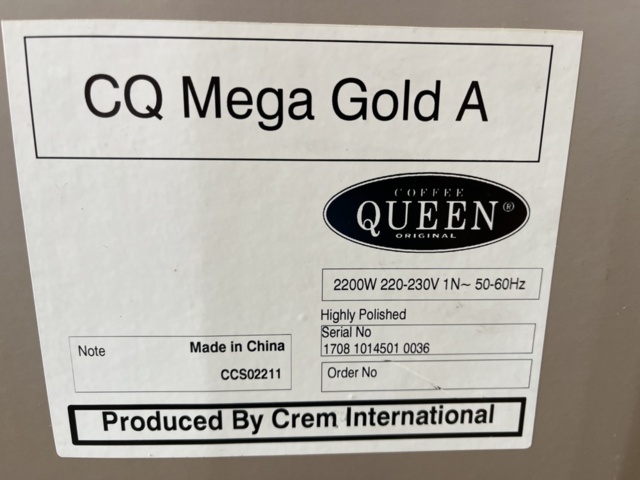 CQ Mega Gold A
COFFEE
QUEEN®
ORIGINAL
2200W 220-230V 1N~ 50-60Hz
Highly Polished
Serial No
1708 1014501 0036
Order No
Note Made in China
CCS02211
Produced By Crem International